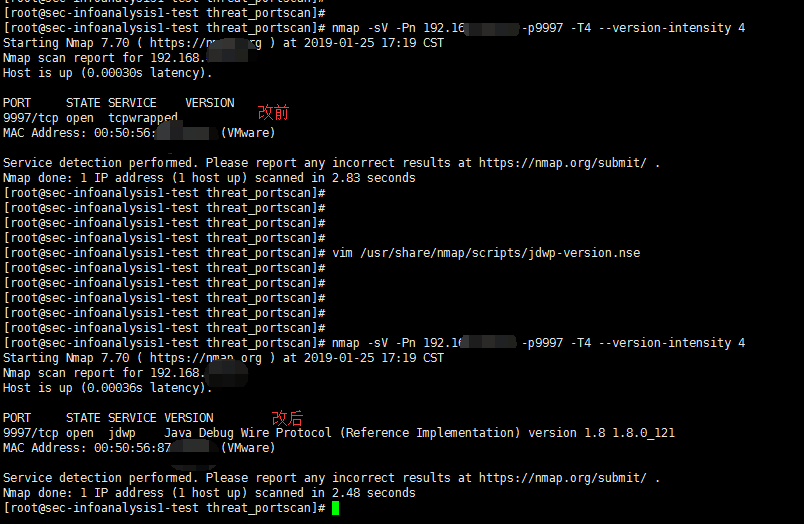 [root@sec-infoanalysis1-test threat_portscan]#
[root@sec-infoanalysis1-test threat_portscan]#
[root@sec-infoanalysis1-test threat_portscan]# nmap -sV -Pn 192.16 -p9997 -T4 --version-intensity 4
Starting Nmap 7.70 ( https://nmap.org ) at 2019-01-25 17:19 CST
Nmap scan report for 192.168.
Host is up (0.00030s latency).
PORT     STATE SERVICE    VERSION
9997/tcp open  tcpwrapped 改前
MAC Address: 00:50:56: (VMware)
Service detection performed. Please report any incorrect results at https://nmap.org/submit/ .
Nmap done: 1 IP address (1 host up) scanned in 2.83 seconds
[root@sec-infoanalysis1-test threat_portscan]#
[root@sec-infoanalysis1-test threat_portscan]#
[root@sec-infoanalysis1-test threat_portscan]#
[root@sec-infoanalysis1-test threat_portscan]#
[root@sec-infoanalysis1-test threat_portscan]# vim /usr/share/nmap/scripts/jdwp-version.nse
[root@sec-infoanalysis1-test threat_portscan]#
[root@sec-infoanalysis1-test threat_portscan]#
[root@sec-infoanalysis1-test threat_portscan]#
[root@sec-infoanalysis1-test threat_portscan]#
[root@sec-infoanalysis1-test threat_portscan]#
[root@sec-infoanalysis1-test threat_portscan]# nmap -sV -Pn 192.16 -p9997 -T4 --version-intensity 4
Starting Nmap 7.70 ( https://nmap.org ) at 2019-01-25 17:19 CST
Nmap scan report for 192.168.
Host is up (0.00036s latency).
PORT     STATE SERVICE VERSION 改后
9997/tcp open  jdwp    Java Debug Wire Protocol (Reference Implementation) version 1.8 1.8.0_121
MAC Address: 00:50:56:87 (VMware)
Service detection performed. Please report any incorrect results at https://nmap.org/submit/ .
Nmap done: 1 IP address (1 host up) scanned in 2.48 seconds
[root@sec-infoanalysis1-test threat_portscan]#